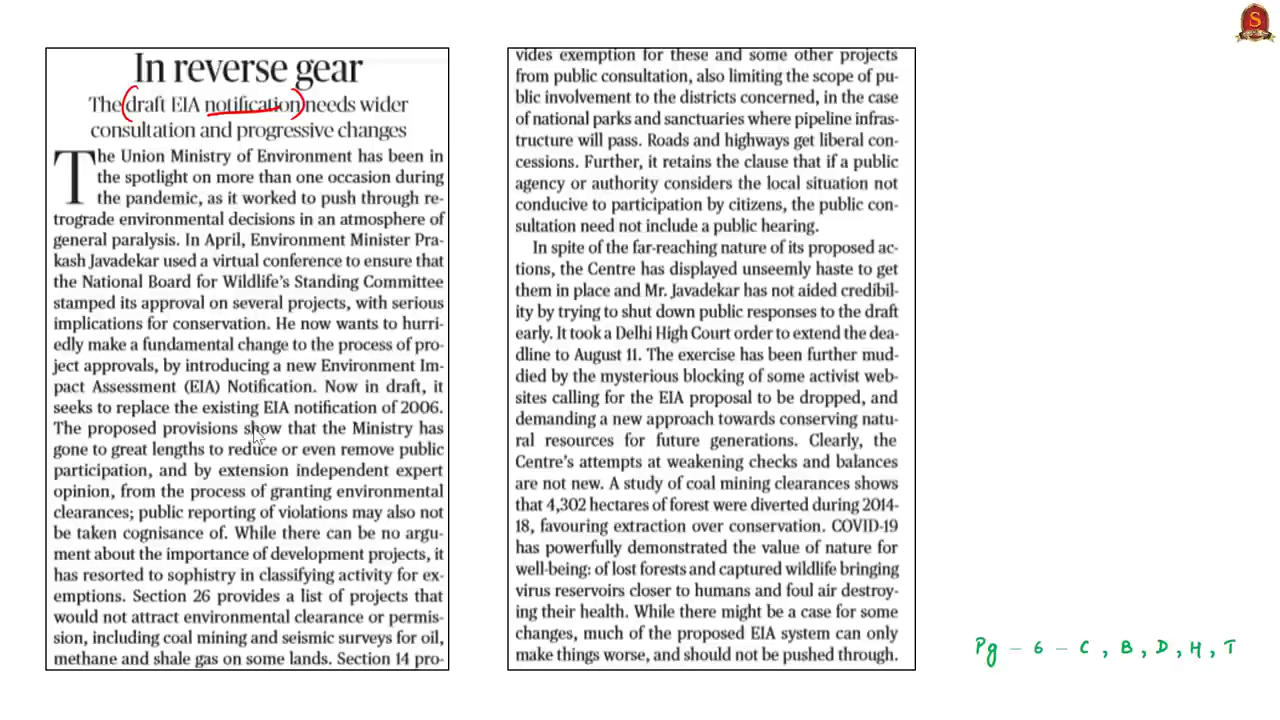 In reverse gear
The draft EIA notification needs wider
consultation and progressive changes
The Union Ministry of Environment has been in
the spotlight on more than one occasion during
the pandemic, as it worked to push through re-
trograde environmental decisions in an atmosphere of
general paralysis. In April, Environment Minister Pra-
kash Javadekar used a virtual conference to ensure that
the National Board for Wildlife's Standing Committee
stamped its approval on several projects, with serious
implications for conservation. He now wants to hurri-
edly make a fundamental change to the process of pro-
ject approvals, by introducing a new Environment Im-
pact Assessment (EIA) Notification. Now in draft, it
seeks to replace the existing EIA notification of 2006.
The proposed provisions show that the Ministry has
gone to great lengths to reduce or even remove public
participation, and by extension independent expert
opinion, from the process of granting environmental
clearances; public reporting of violations may also not
be taken cognisance of. While there can be no argu-
ment about the importance of development projects, it
has resorted to sophistry in classifying activity for ex-
emptions. Section 26 provides a list of projects that
would not attract environmental clearance or permis-
sion, including coal mining and seismic surveys for oil,
methane and shale gas on some lands. Section 14 pro-
vides exemption for these and some other projects
from public consultation, also limiting the scope of pu-
blic involvement to the districts concerned, in the case
of national parks and sanctuaries where pipeline infras-
tructure will pass. Roads and highways get liberal con-
cessions. Further, it retains the clause that if a public
agency or authority considers the local situation not
conducive to participation by citizens, the public con-
sultation need not include a public hearing.
In spite of the far-reaching nature of its proposed ac-
tions, the Centre has displayed unseemly haste to get
them in place and Mr. Javadekar has not aided credibil-
ity by trying to shut down public responses to the draft
early. It took a Delhi High Court order to extend the dea-
dline to August 11. The exercise has been further mud-
died by the mysterious blocking of some activist web-
sites calling for the EIA proposal to be dropped, and
demanding a new approach towards conserving natu-
ral resources for future generations. Clearly, the
Centre's attempts at weakening checks and balances
are not new. A study of coal mining clearances shows
that 4,302 hectares of forest were diverted during 2014-
18, favouring extraction over conservation. COVID-19
has powerfully demonstrated the value of nature for
well-being: of lost forests and captured wildlife bringing
virus reservoirs closer to humans and foul air destroy-
ing their health. While there might be a case for some
changes, much of the proposed EIA system can only
make things worse, and should not be pushed through.
Pg - 6 - C, B, D, H, T